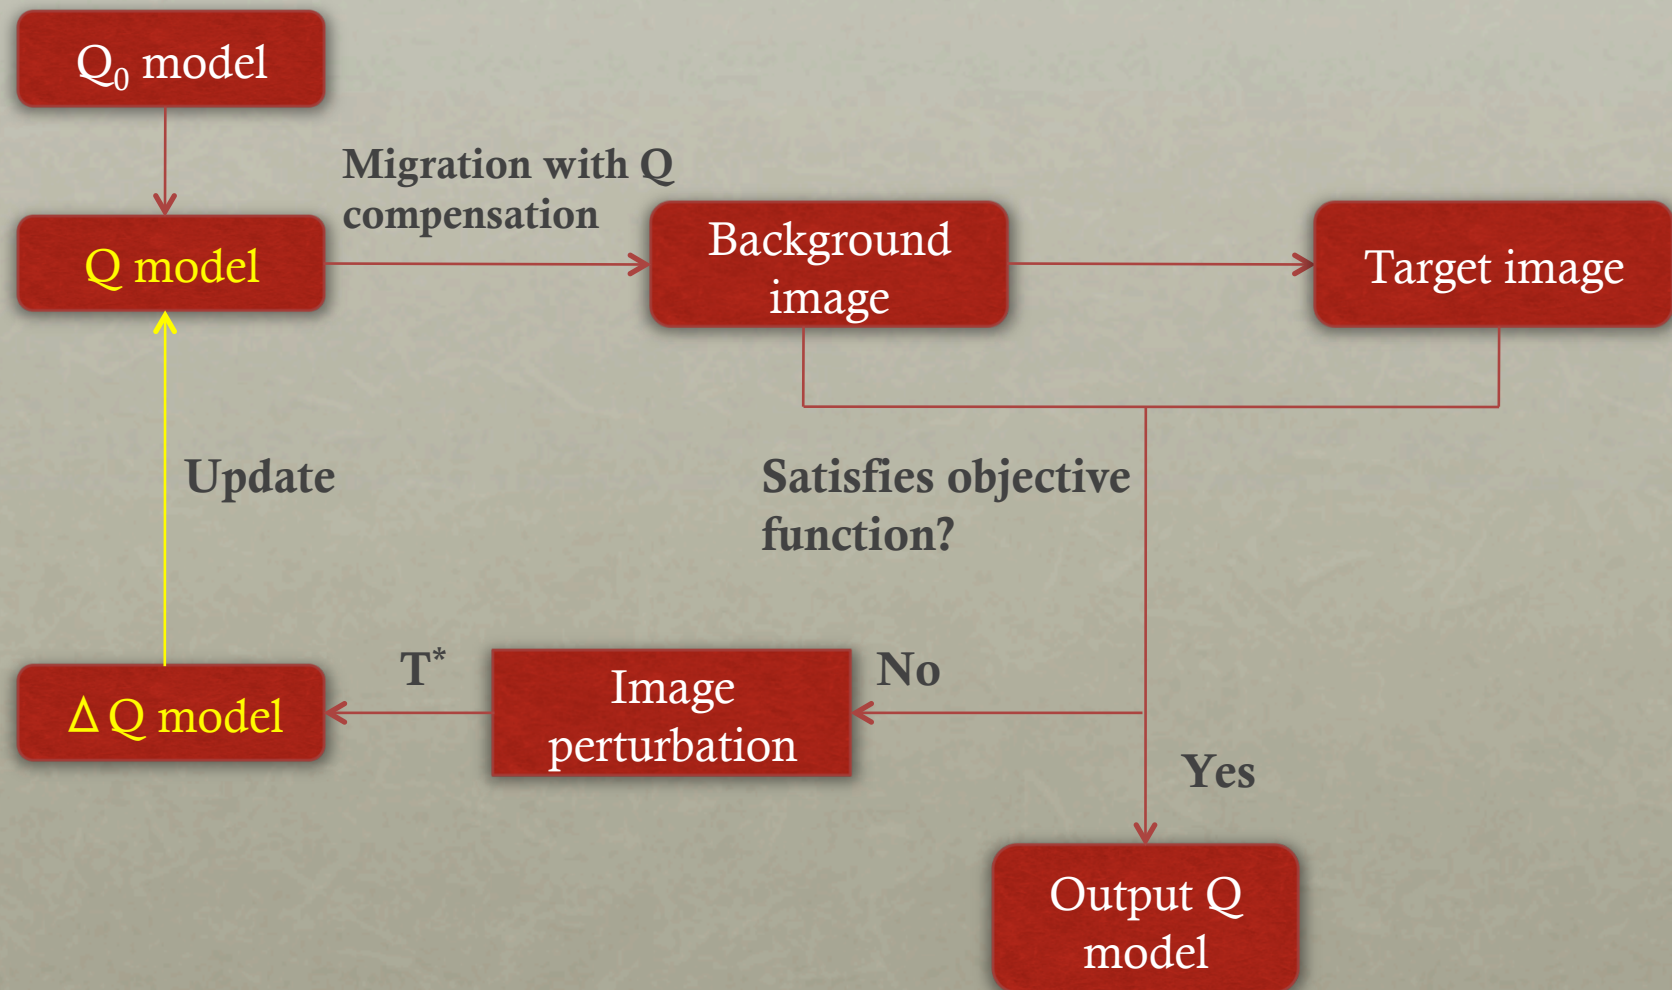 Q₀ model
Migration with Q
compensation
Q model
Background
image
Target image
Update
Satisfies objective
function?
T*
No
Δ Q model
Image
perturbation
Yes
Output Q
model